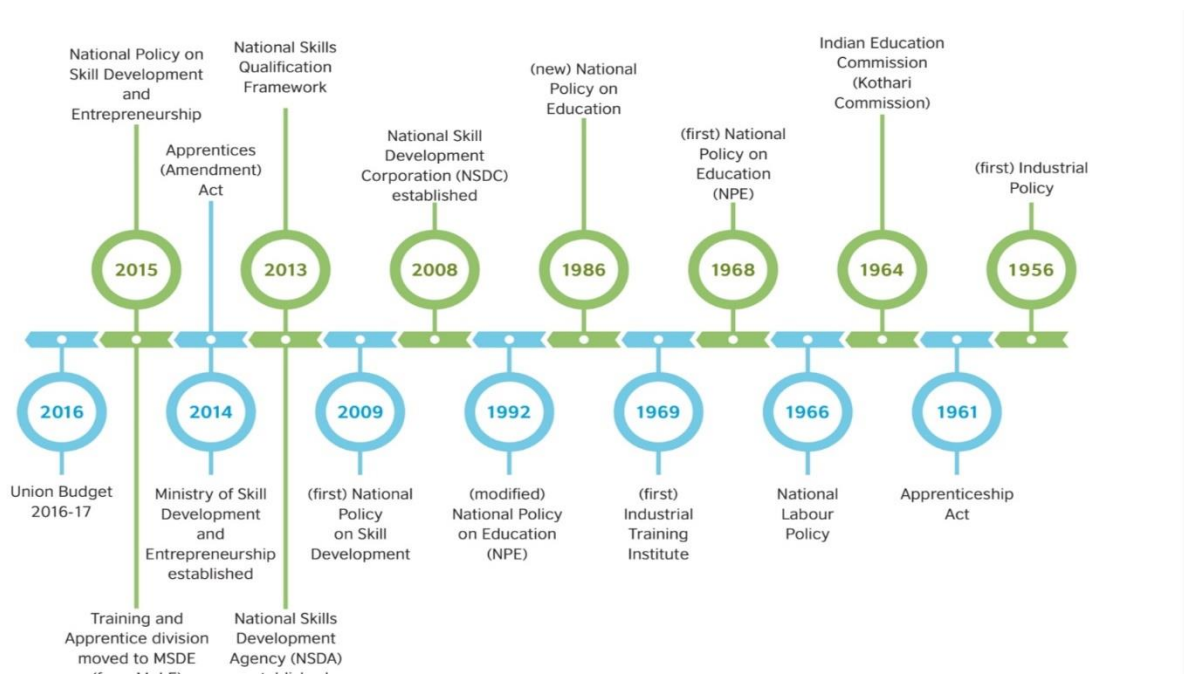 National Policy on
Skill Development
and
Entrepreneurship
National Skills
Qualification
Framework
Apprentices
(Amendment)
Act
National Skill
Development
Corporation (NSDC)
established
(new) National
Policy on
Education
(first) National
Policy on
Education
(NPE)
Indian Education
Commission
(Kothari
Commission)
(first) Industrial
Policy
2015
2013
2008
1986
1968
1964
1956
2016
2014
2009
1992
1969
1966
1961
Union Budget
2016-17
Ministry of Skill
Development
and
Entrepreneurship
established
(first) National
Policy
on Skill
Development
(modified)
National Policy
on Education
(NPE)
(first)
Industrial
Training
Institute
National
Labour
Policy
Apprenticeship
Act
Training and
Apprentice division
moved to MSDE
National Skills
Development
Agency (NSDA)